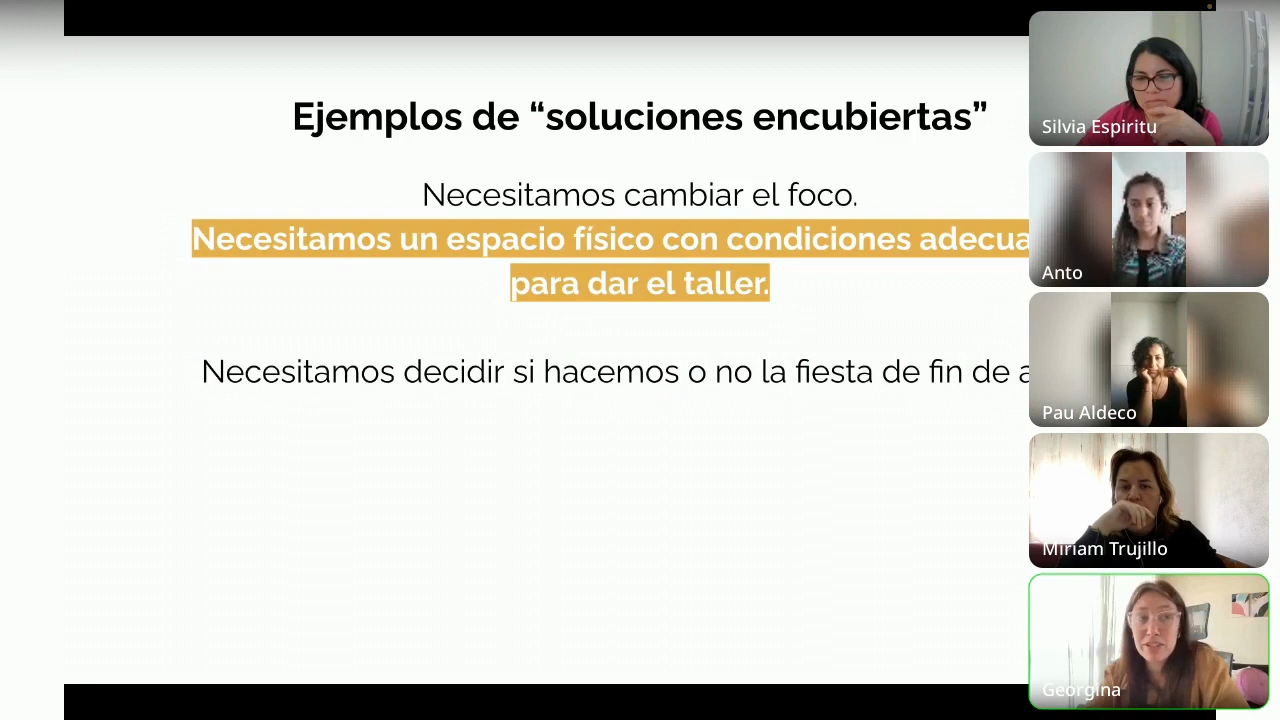 Ejemplos de “soluciones encubiertas”
Necesitamos cambiar el foco.
Necesitamos un espacio físico con condiciones
para dar el taller.
Necesitamos decidir si hacemos o no la fiesta de fin de
Silvia Espiritu
Anto
Pau Aldeco
Miriam Trujillo
Georgina